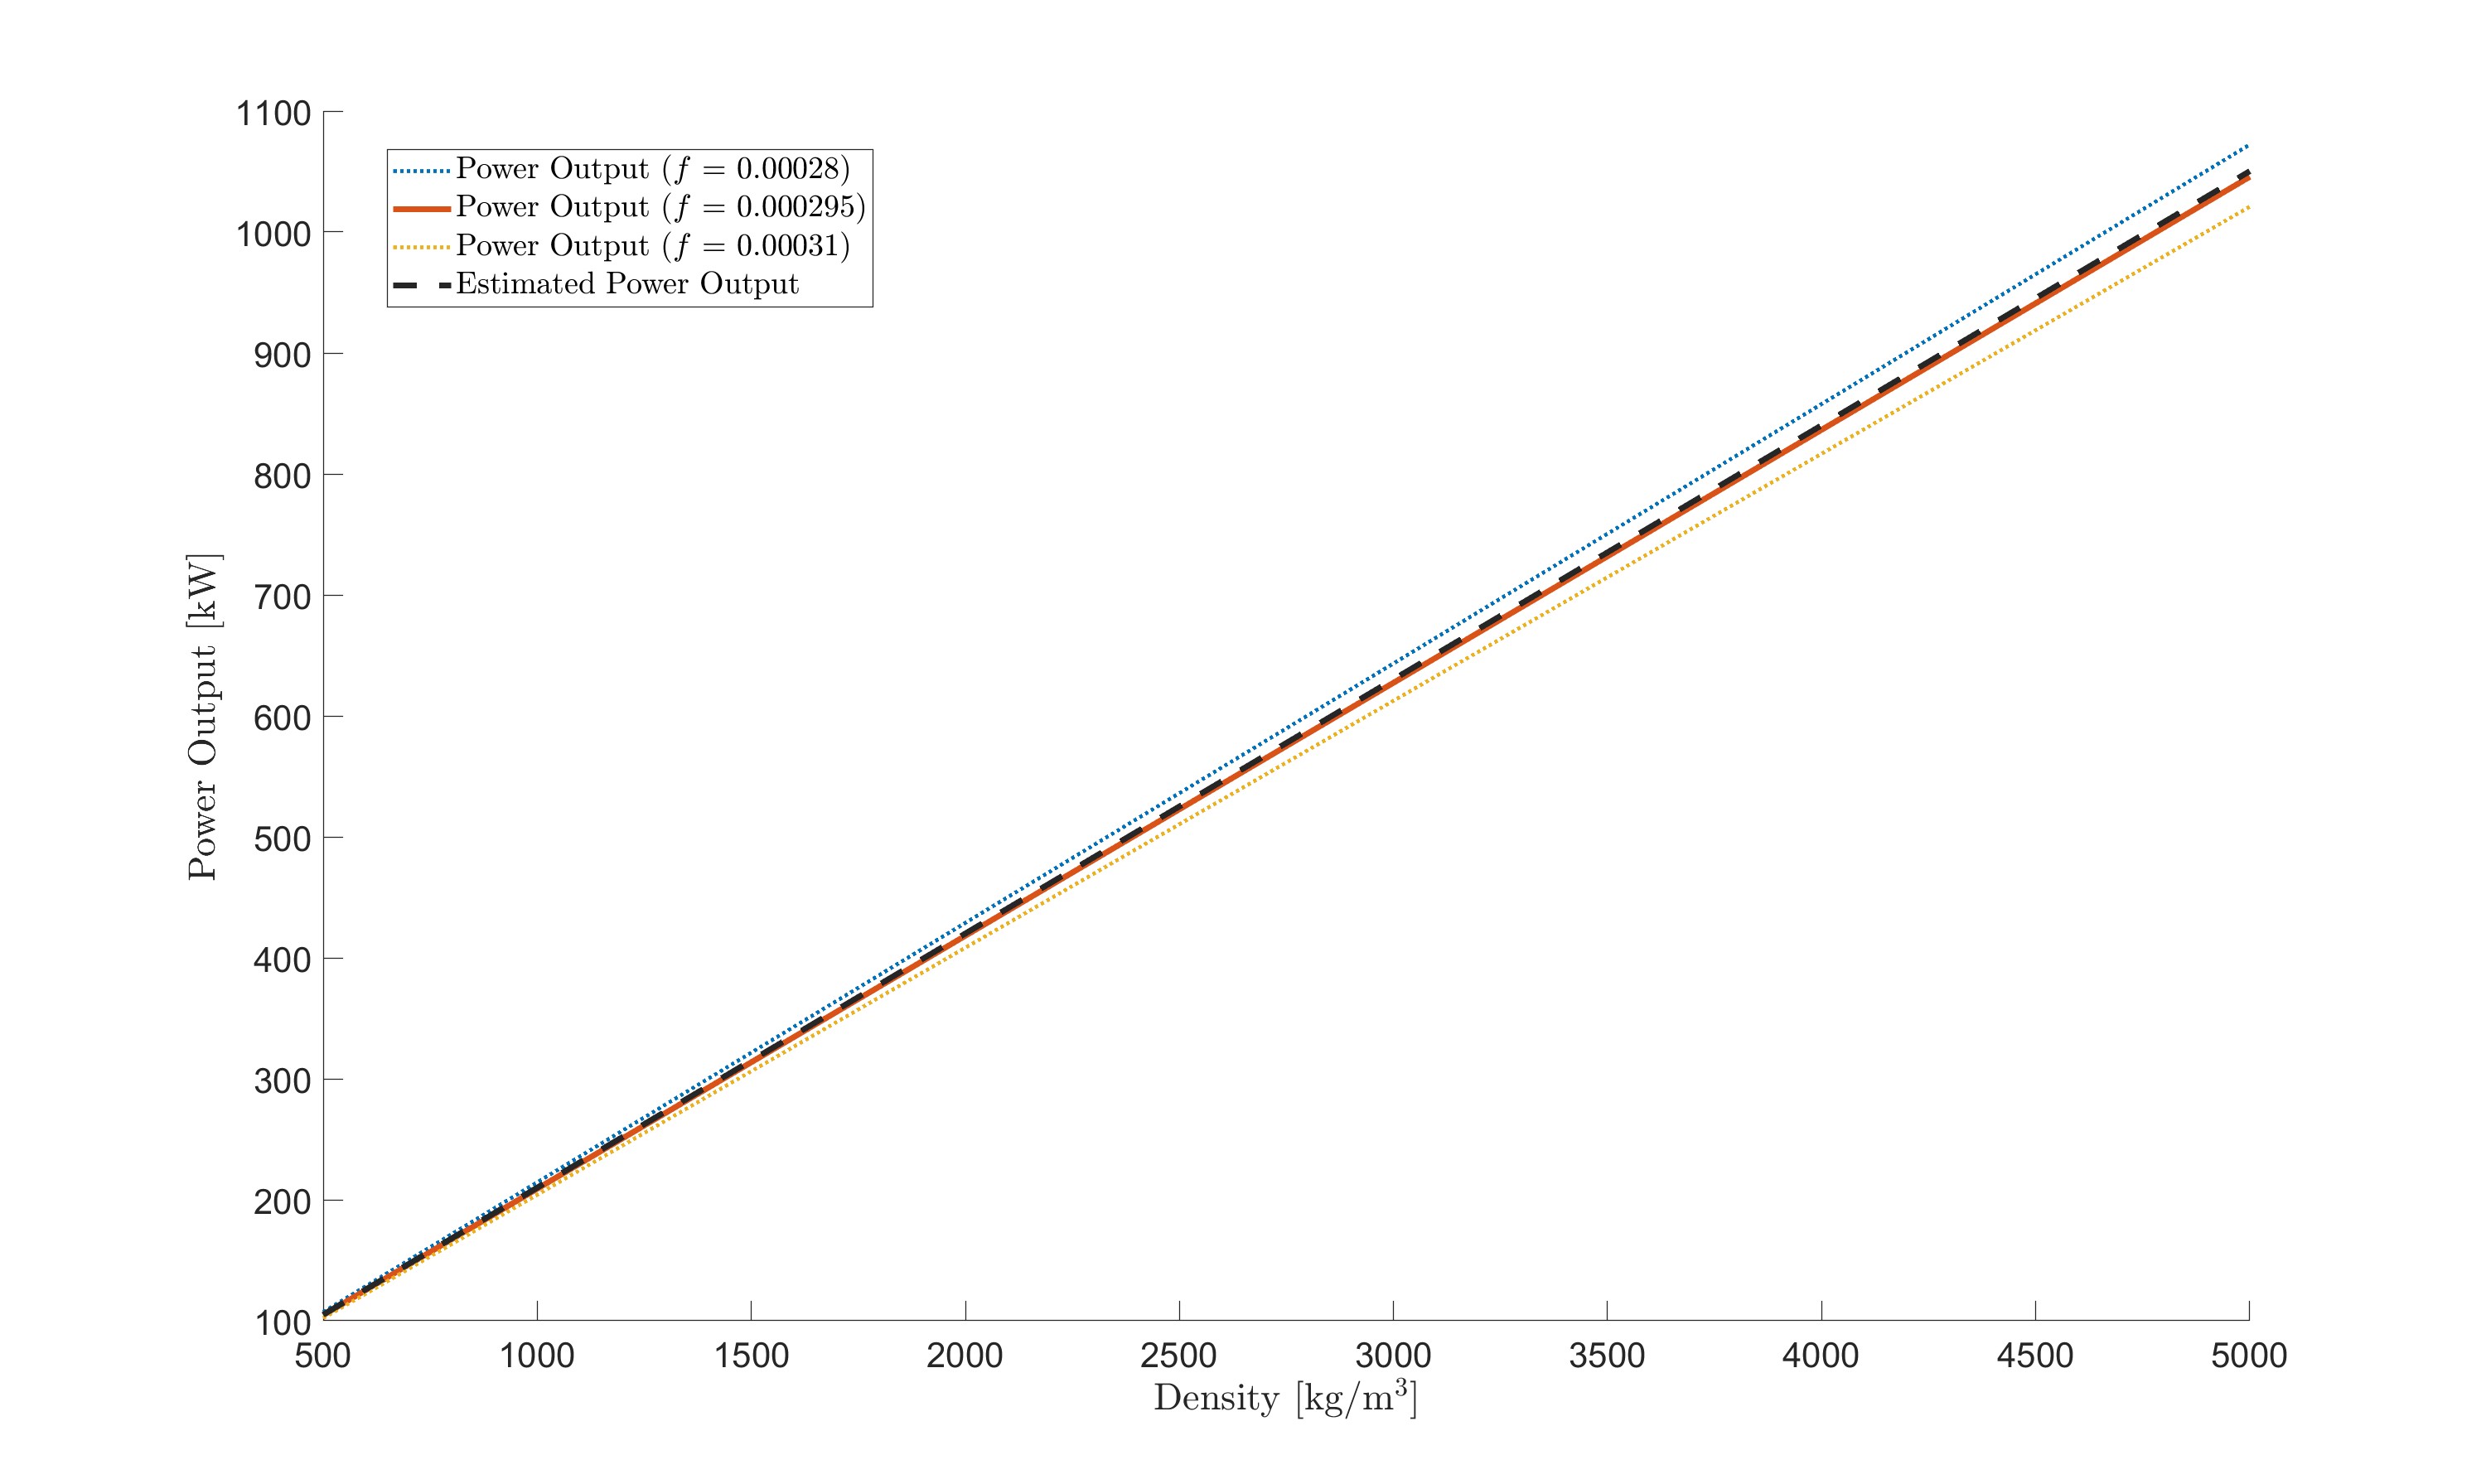 1100
1000
900
800
700
600
500
400
300
200
100
Power Output [kW]
Power Output (f = 0.00028)
Power Output (f = 0.000295)
Power Output (f = 0.00031)
Estimated Power Output
500 1000 1500 2000 2500 3000 3500 4000 4500 5000
Density [kg/m³]